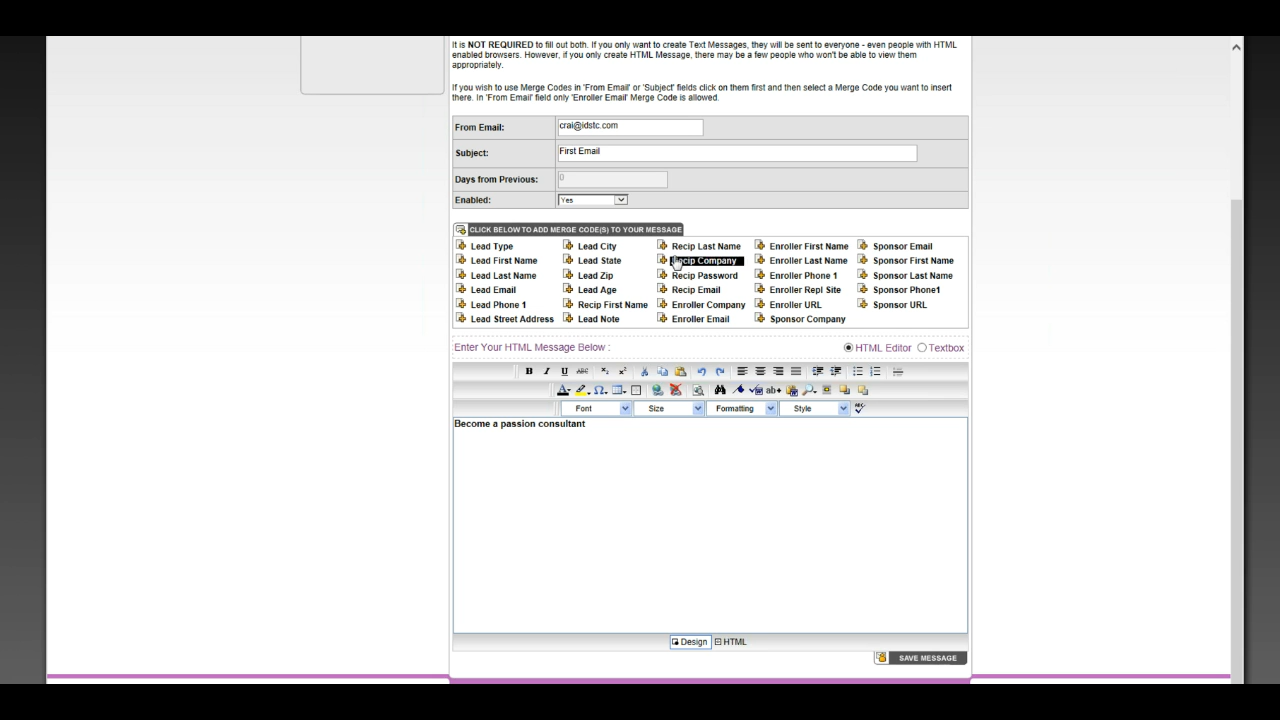 It is NOT REQUIRED to fill out both. If you only want to create Text Messages, they will be sent to everyone - even people with HTML
enabled browsers. However, if you only create HTML Message, there may be a few people who won't be able to view them
appropriately.
If you wish to use Merge Codes in 'From Email' or 'Subject' fields click on them first and then select a Merge Code you want to insert
there. In 'From Email' field only 'Enroller Email' Merge Code is allowed.
From Email: crai@idstc.com
Subject: First Email
Days from Previous: 0
Enabled: Yes
CLICK BELOW TO ADD MERGE CODE(S) TO YOUR MESSAGE
Lead Type Lead City Recip Last Name Enroller First Name Sponsor Email
Lead First Name Lead State Recip Company Enroller Last Name Sponsor First Name
Lead Last Name Lead Zip Recip Password Enroller Phone 1 Sponsor Last Name
Lead Email Lead Age Recip Email Enroller Repl Site Sponsor Phone1
Lead Phone 1 Recip First Name Enroller Company Enroller URL Sponsor URL
Lead Street Address Lead Note Enroller Email Sponsor Company
Enter Your HTML Message Below : HTML Editor Textbox
B I U ABC
Font Size Formatting Style
Become a passion consultant
Design HTML
SAVE MESSAGE